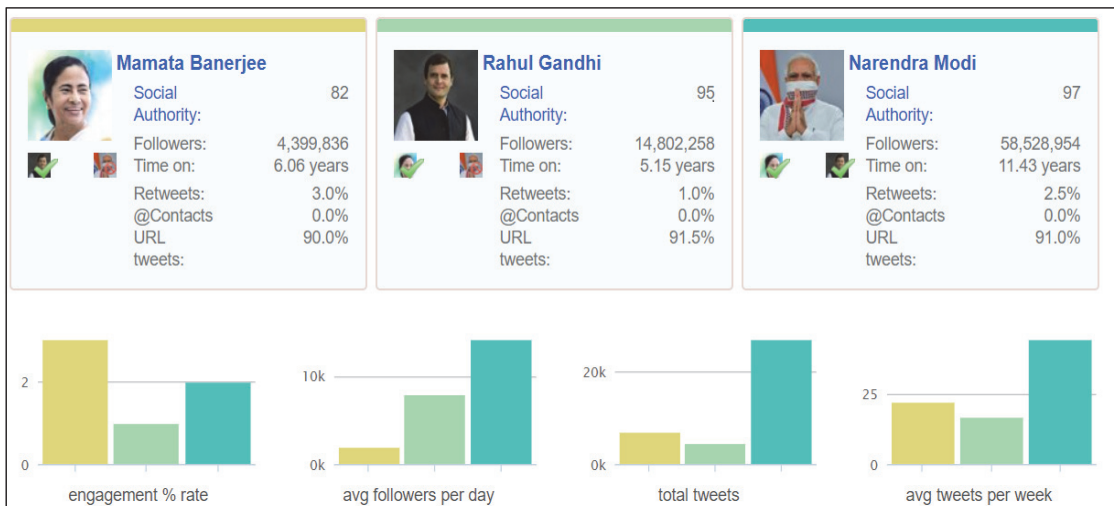 Mamata Banerjee
Social 82
Authority:
Followers: 4,399,836
Time on: 6.06 years
Retweets: 3.0%
@Contacts 0.0%
URL 90.0%
tweets:
Rahul Gandhi
Social 95
Authority:
Followers: 14,802,258
Time on: 5.15 years
Retweets: 1.0%
@Contacts 0.0%
URL 91.5%
tweets:
Narendra Modi
Social 97
Authority:
Followers: 58,528,954
Time on: 11.43 years
Retweets: 2.5%
@Contacts 0.0%
URL 91.0%
tweets:
2
0
engagement % rate
10k
0k
avg followers per day
20k
0k
total tweets
25
0
avg tweets per week